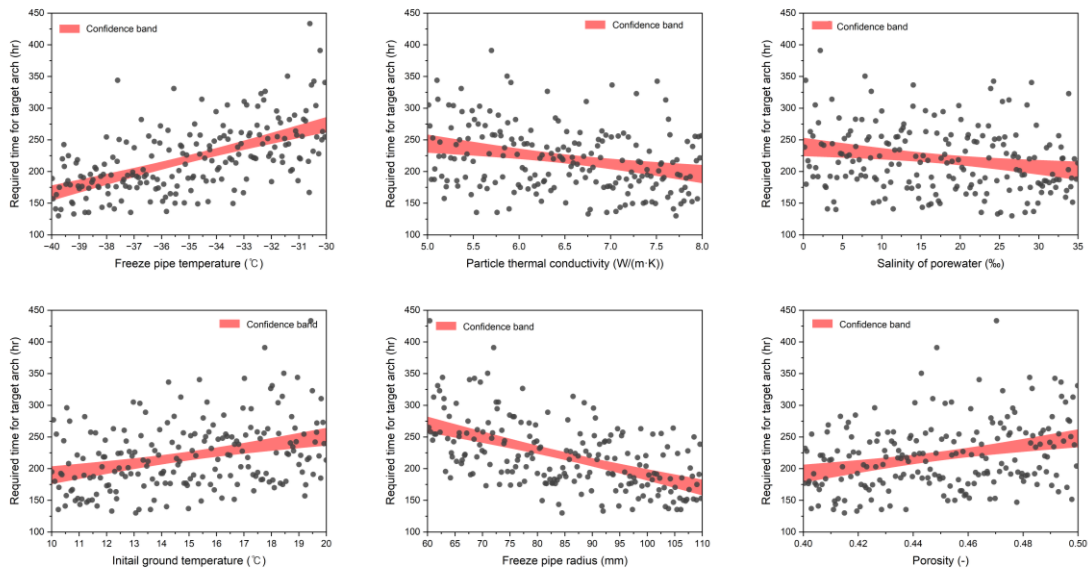 450
400
350
300
250
200
150
100
Required time for target arch (hr)
Confidence band
−40 −39 −38 −37 −36 −35 −34 −33 −32 −31 −30
Freeze pipe temperature (℃)
450
400
350
300
250
200
150
100
Required time for target arch (hr)
Confidence band
5.0 5.5 6.0 6.5 7.0 7.5 8.0
Particle thermal conductivity (W/(m·K))
450
400
350
300
250
200
150
100
Required time for target arch (hr)
Confidence band
0 5 10 15 20 25 30 35
Salinity of porewater (‰)
450
400
350
300
250
200
150
100
Required time for target arch (hr)
Confidence band
10 11 12 13 14 15 16 17 18 19 20
Initail ground temperature (℃)
450
400
350
300
250
200
150
100
Required time for target arch (hr)
Confidence band
60 65 70 75 80 85 90 95 100 105 110
Freeze pipe radius (mm)
450
400
350
300
250
200
150
100
Required time for target arch (hr)
Confidence band
0.40 0.42 0.44 0.46 0.48 0.50
Porosity (-)